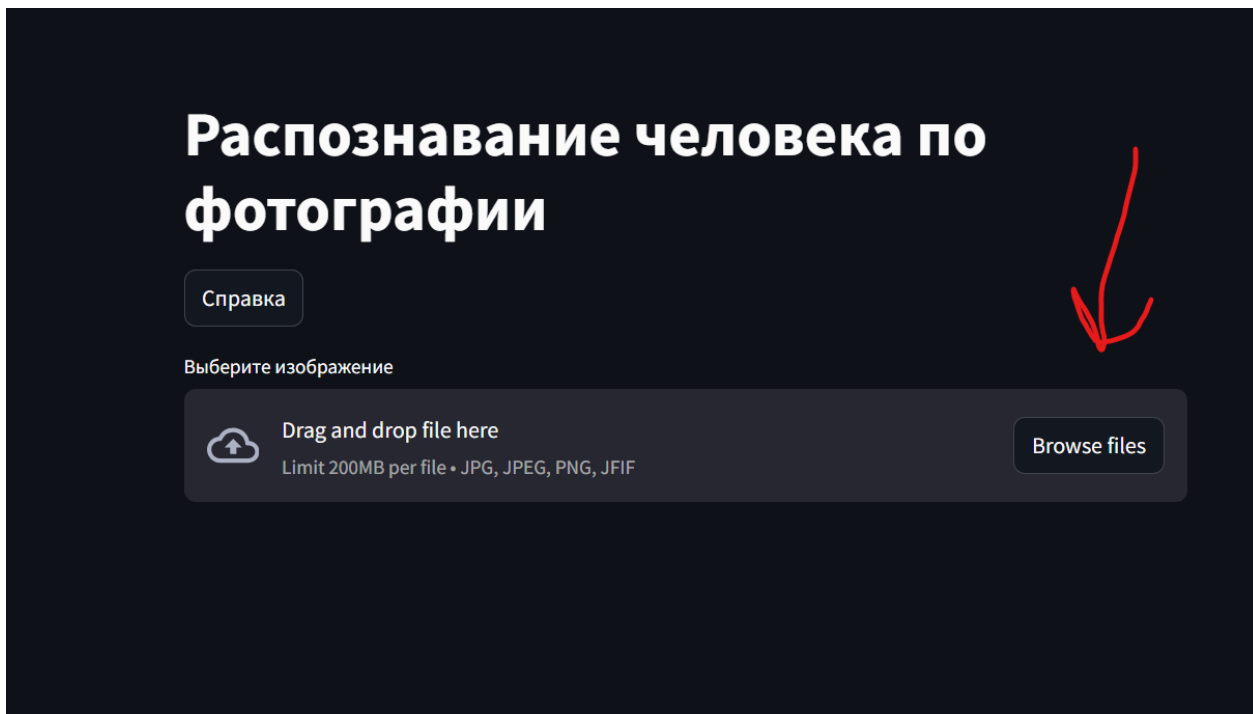 Распознавание человека по
фотографии
Справка
Выберите изображение
Drag and drop file here
Limit 200MB per file • JPG, JPEG, PNG, JFIF
Browse files